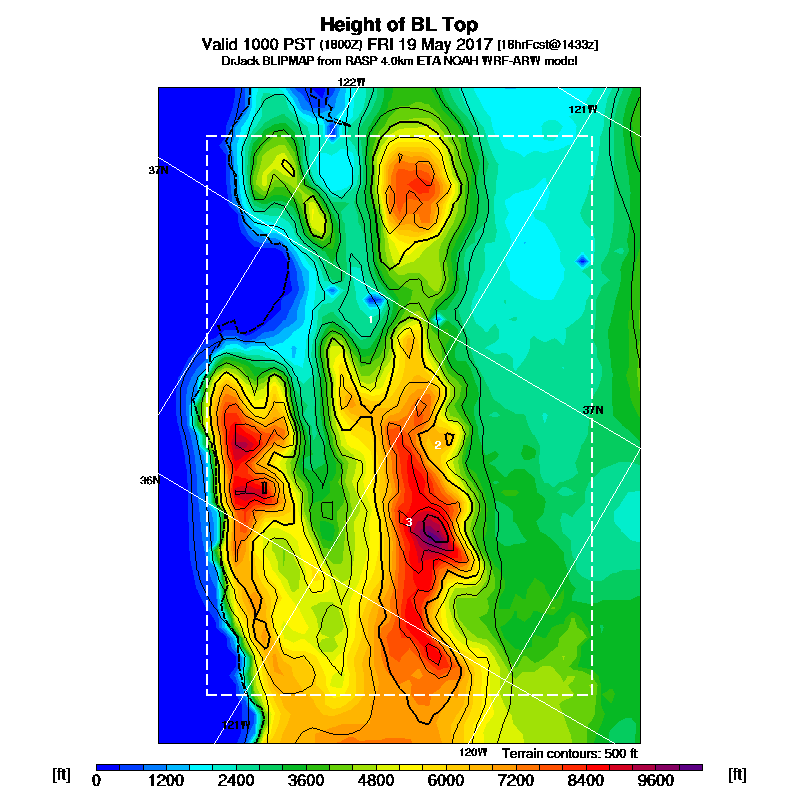 Height of BL Top
Valid 1000 PST (1800Z) FRI 19 May 2017 [18hrFcst@1433z]
DrJack BLIPMAP from RASP 4.0km ETA NOAH WRF-ARW model
122W
121W
37N
1
37N
2
36N
3
121W
120W
Terrain contours: 500 ft
[ft] 0 1200 2400 3600 4800 6000 7200 8400 9600 [ft]